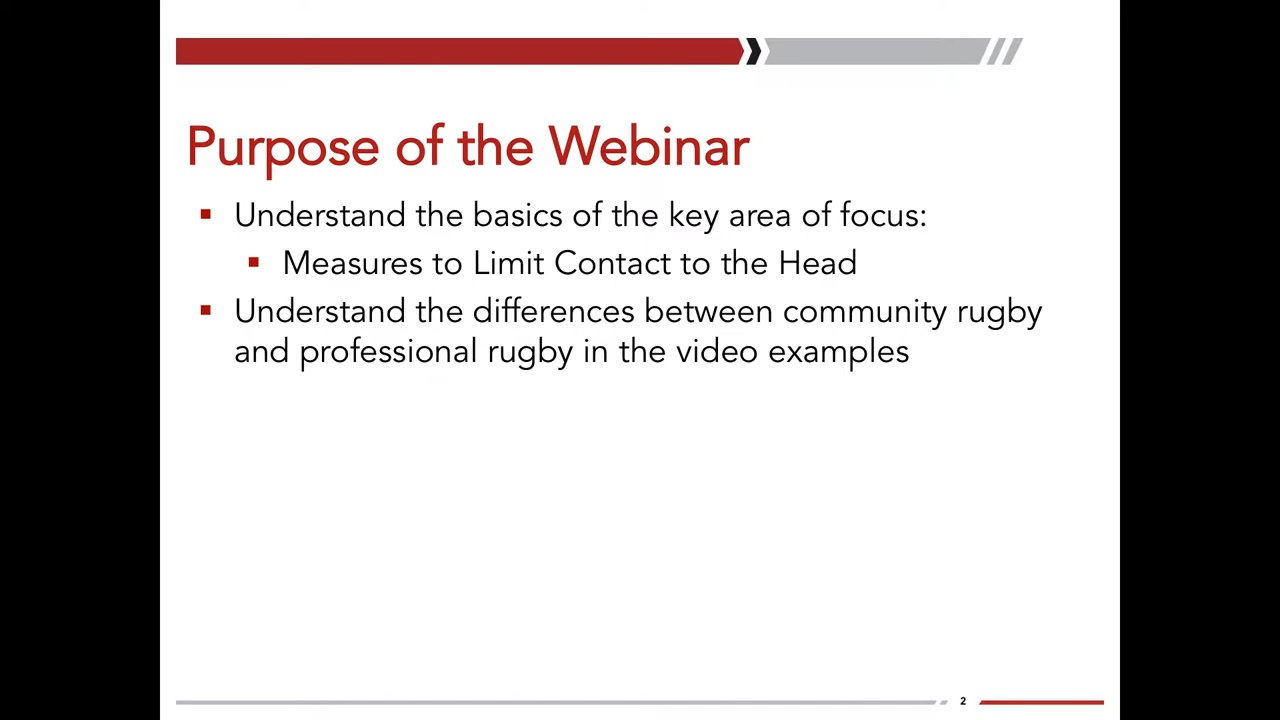 Purpose of the Webinar
▪ Understand the basics of the key area of focus:
▪ Measures to Limit Contact to the Head
▪ Understand the differences between community rugby
and professional rugby in the video examples
2